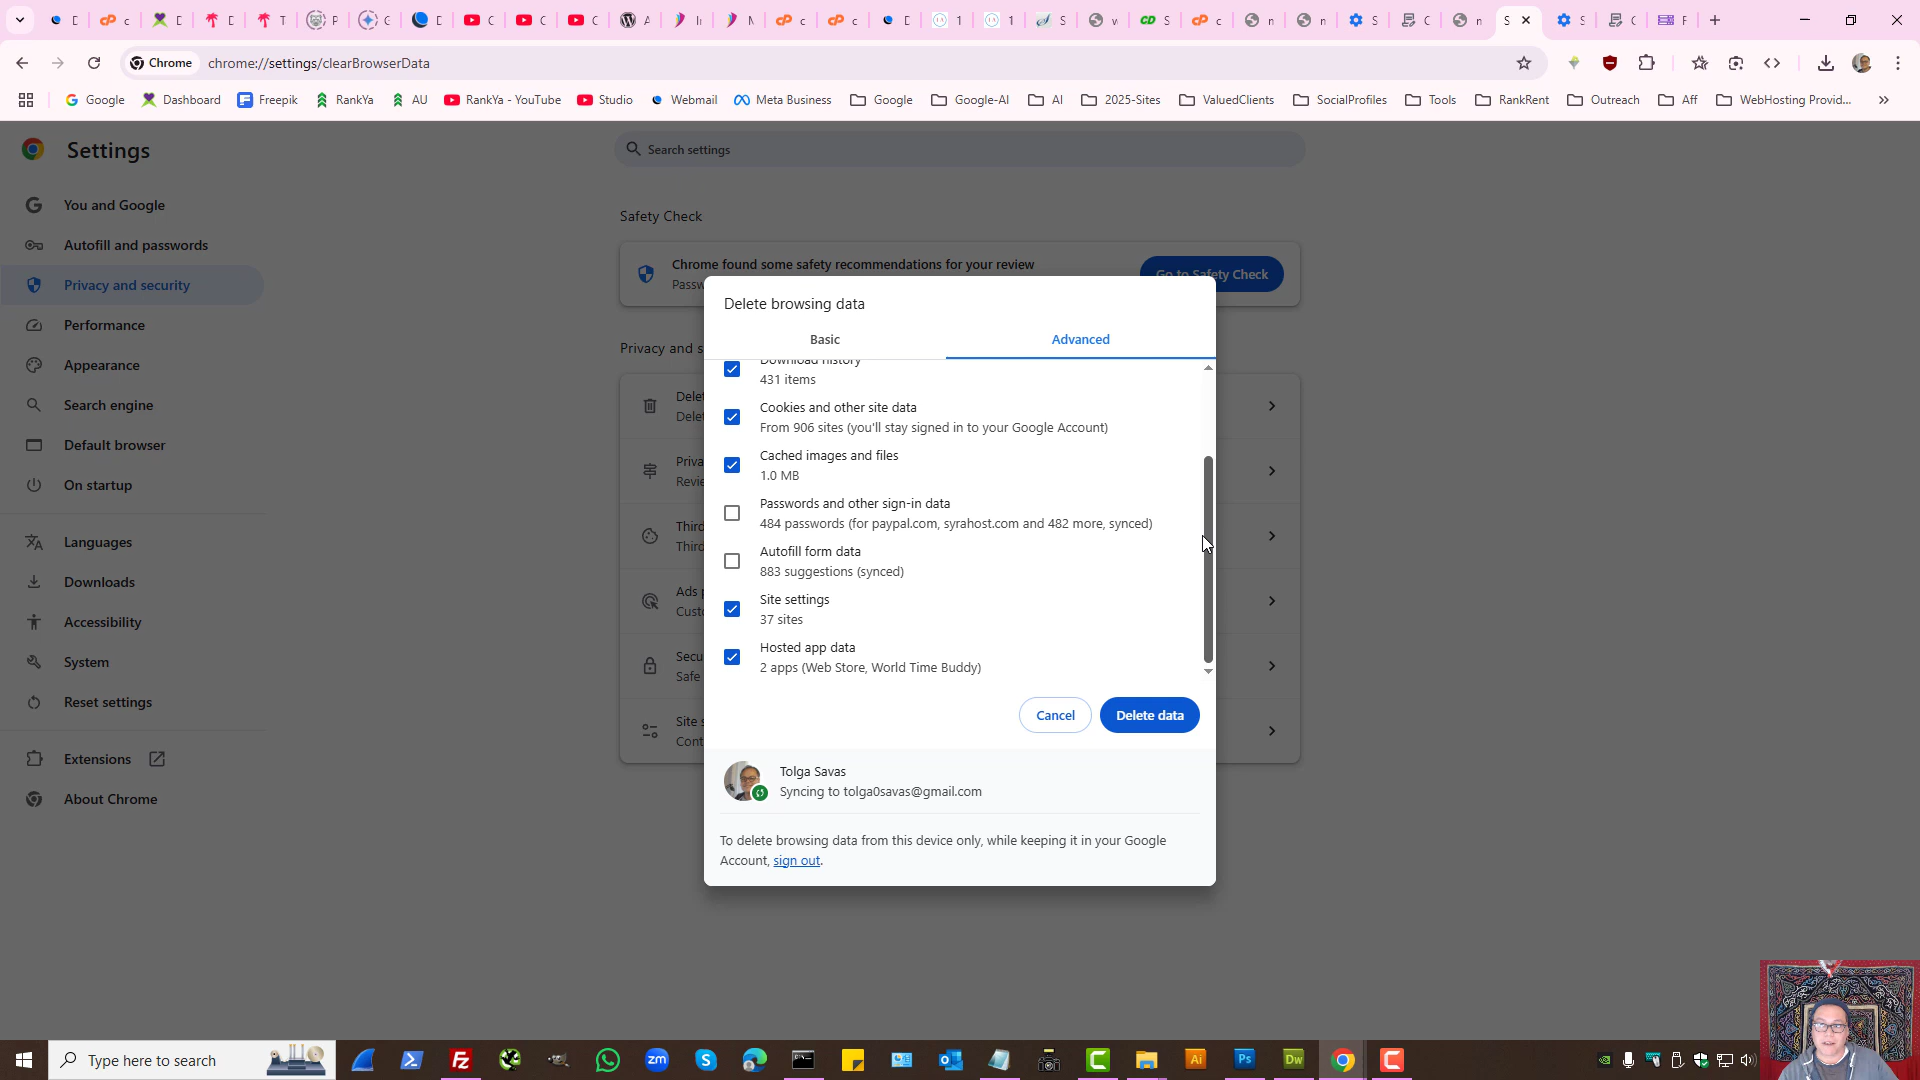 Chrome
chrome://settings/clearBrowserData
Google
Dashboard
Freepik
RankYa
AU
RankYa - YouTube
Studio
Webmail
Meta Business
Google
Google-AI
AI
2025-Sites
ValuedClients
SocialProfiles
Tools
RankRent
Outreach
Aff
WebHosting Provid...
Settings
Search settings
You and Google
Autofill and passwords
Privacy and security
Performance
Appearance
Search engine
Default browser
On startup
Languages
Downloads
Accessibility
System
Reset settings
Extensions
About Chrome
Safety Check
Chrome found some safety recommendations for your review
Go to Safety Check
Privacy and s
Delete browsing data
Basic
Advanced
Download history
431 items
Cookies and other site data
From 906 sites (you'll stay signed in to your Google Account)
Cached images and files
1.0 MB
Passwords and other sign-in data
484 passwords (for paypal.com, syrahost.com and 482 more, synced)
Autofill form data
883 suggestions (synced)
Site settings
37 sites
Hosted app data
2 apps (Web Store, World Time Buddy)
Cancel
Delete data
Tolga Savas
Syncing to tolga0savas@gmail.com
To delete browsing data from this device only, while keeping it in your Google
Account, sign out.
Type here to search